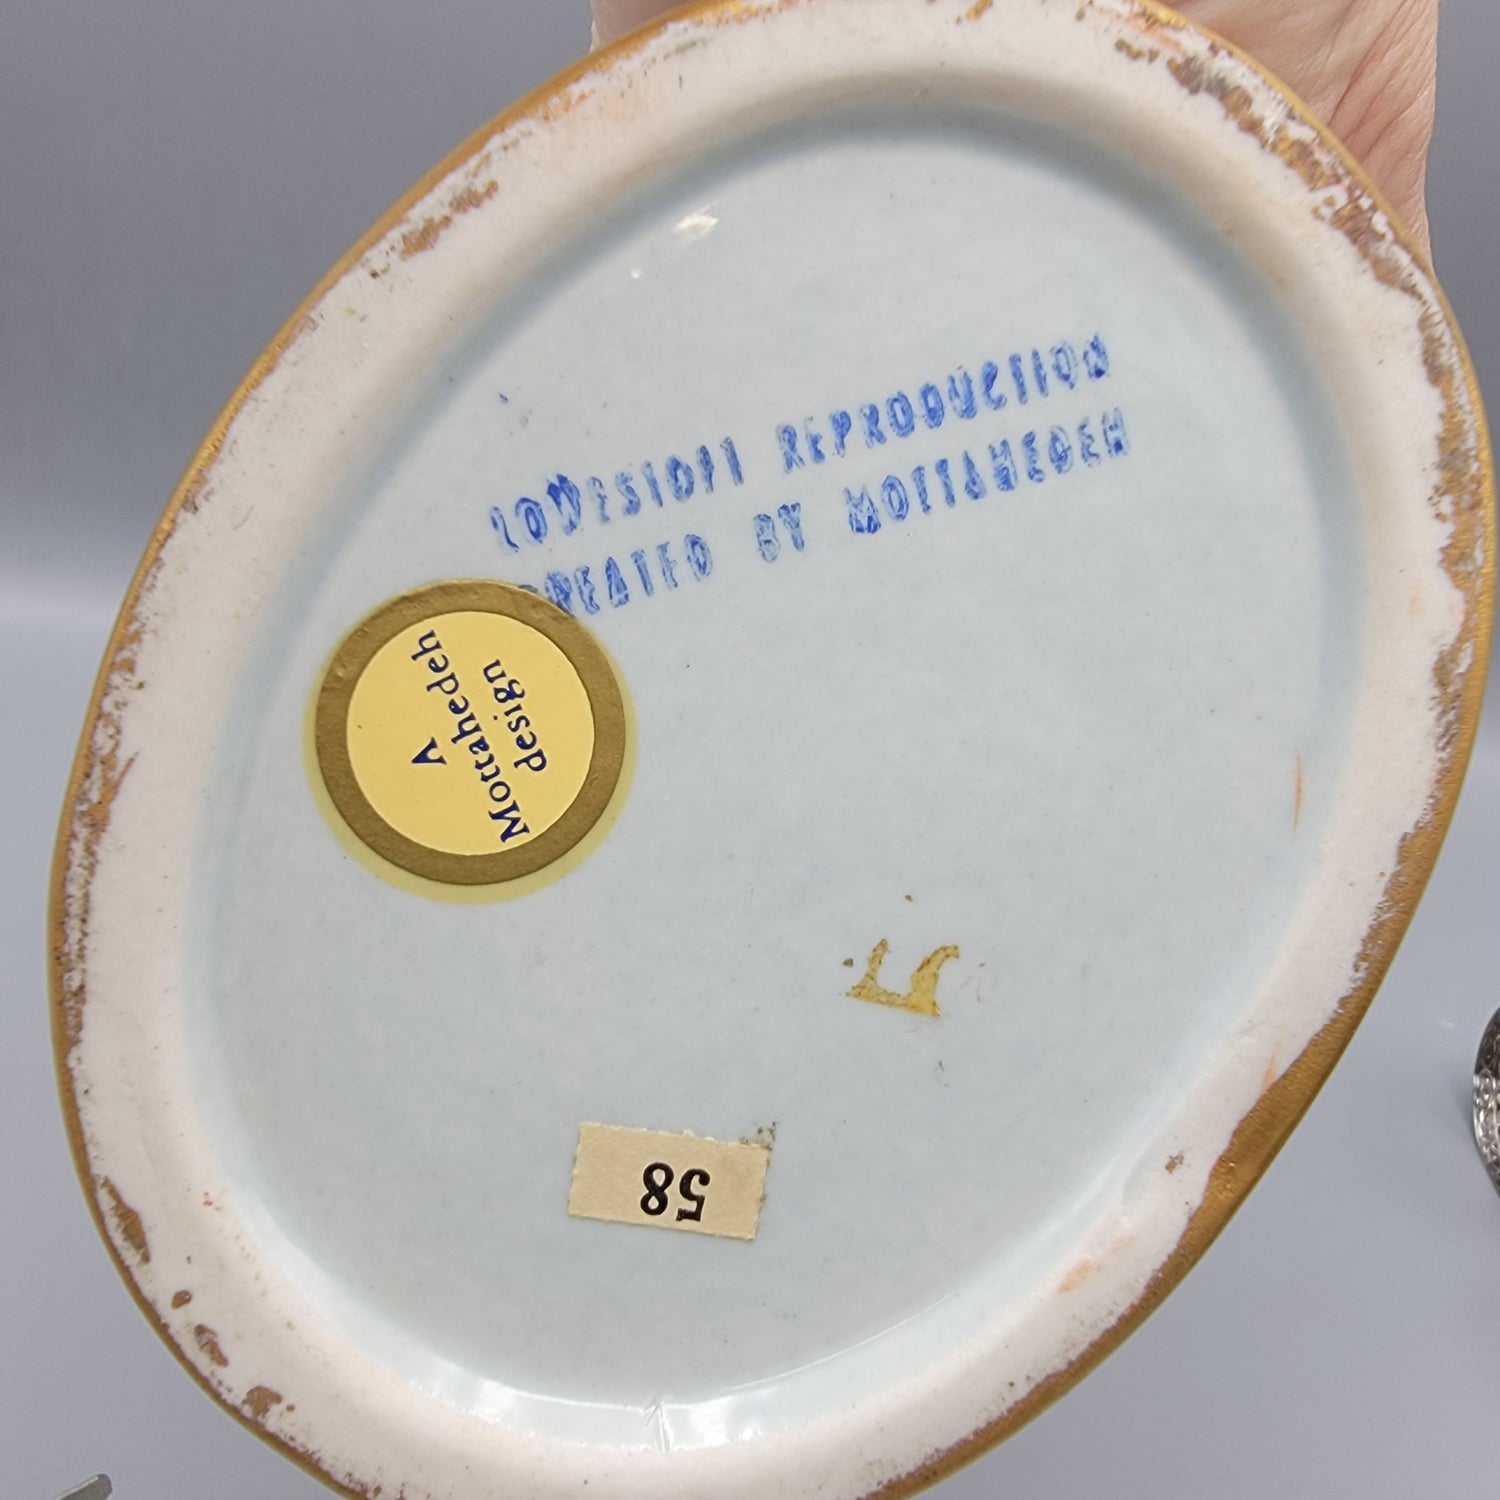 LOWESTOFT REPRODUCTION
CREATED BY MOTTAHEDEH
A
Mottahedeh
design
58